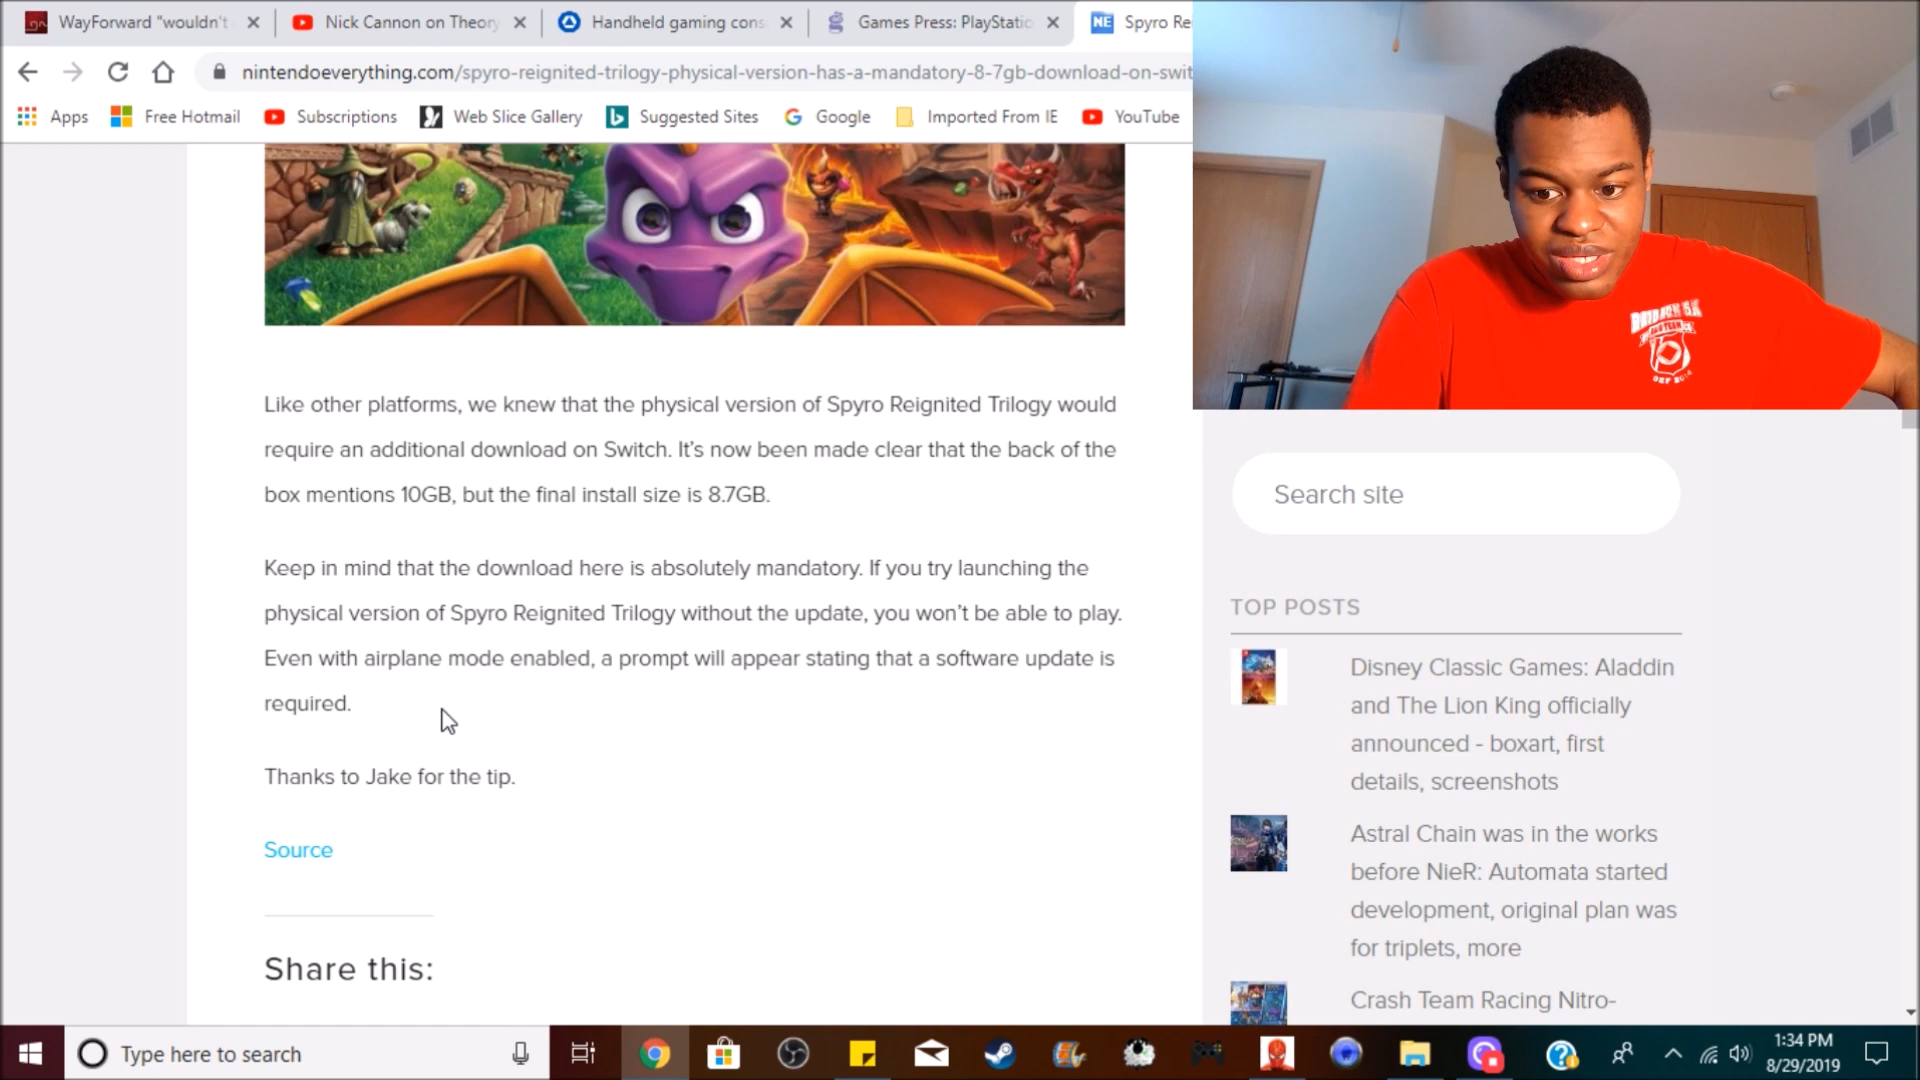 WayForward "wouldn't
Nick Cannon on Theory
Handheld gaming cons
Games Press: PlayStatio
NE
Spyro Re
nintendoeverything.com/spyro-reignited-trilogy-physical-version-has-a-mandatory-8-7gb-download-on-swit
Apps
Free Hotmail
Subscriptions
Web Slice Gallery
Suggested Sites
Google
Imported From IE
YouTube
Like other platforms, we knew that the physical version of Spyro Reignited Trilogy would
require an additional download on Switch. It's now been made clear that the back of the
box mentions 10GB, but the final install size is 8.7GB.
Keep in mind that the download here is absolutely mandatory. If you try launching the
physical version of Spyro Reignited Trilogy without the update, you won't be able to play.
Even with airplane mode enabled, a prompt will appear stating that a software update is
required.
Thanks to Jake for the tip.
Source
Share this:
Search site
TOP POSTS
Disney Classic Games: Aladdin
and The Lion King officially
announced - boxart, first
details, screenshots
Astral Chain was in the works
before NieR: Automata started
development, original plan was
for triplets, more
Crash Team Racing Nitro-
Type here to search
1:34 PM
8/29/2019